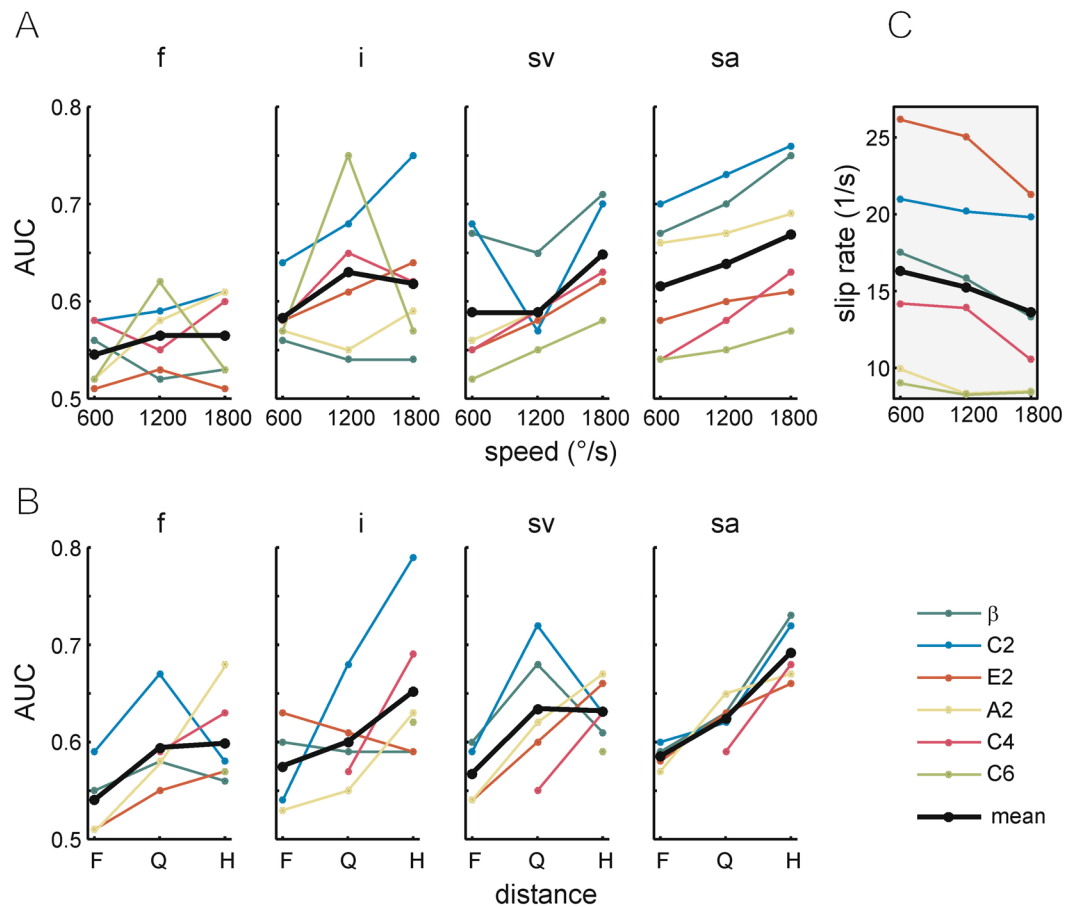 A
f
i
sv
sa
C
0.8
0.7
0.6
0.5
AUC
600
1200
1800
600
1200
1800
600
1200
1800
600
1200
1800
speed (°/s)
25
20
15
10
slip rate (1/s)
600
1200
1800
B
f
i
sv
sa
0.8
0.7
0.6
0.5
AUC
F
Q
H
F
Q
H
F
Q
H
F
Q
H
distance
β
C2
E2
A2
C4
C6
mean